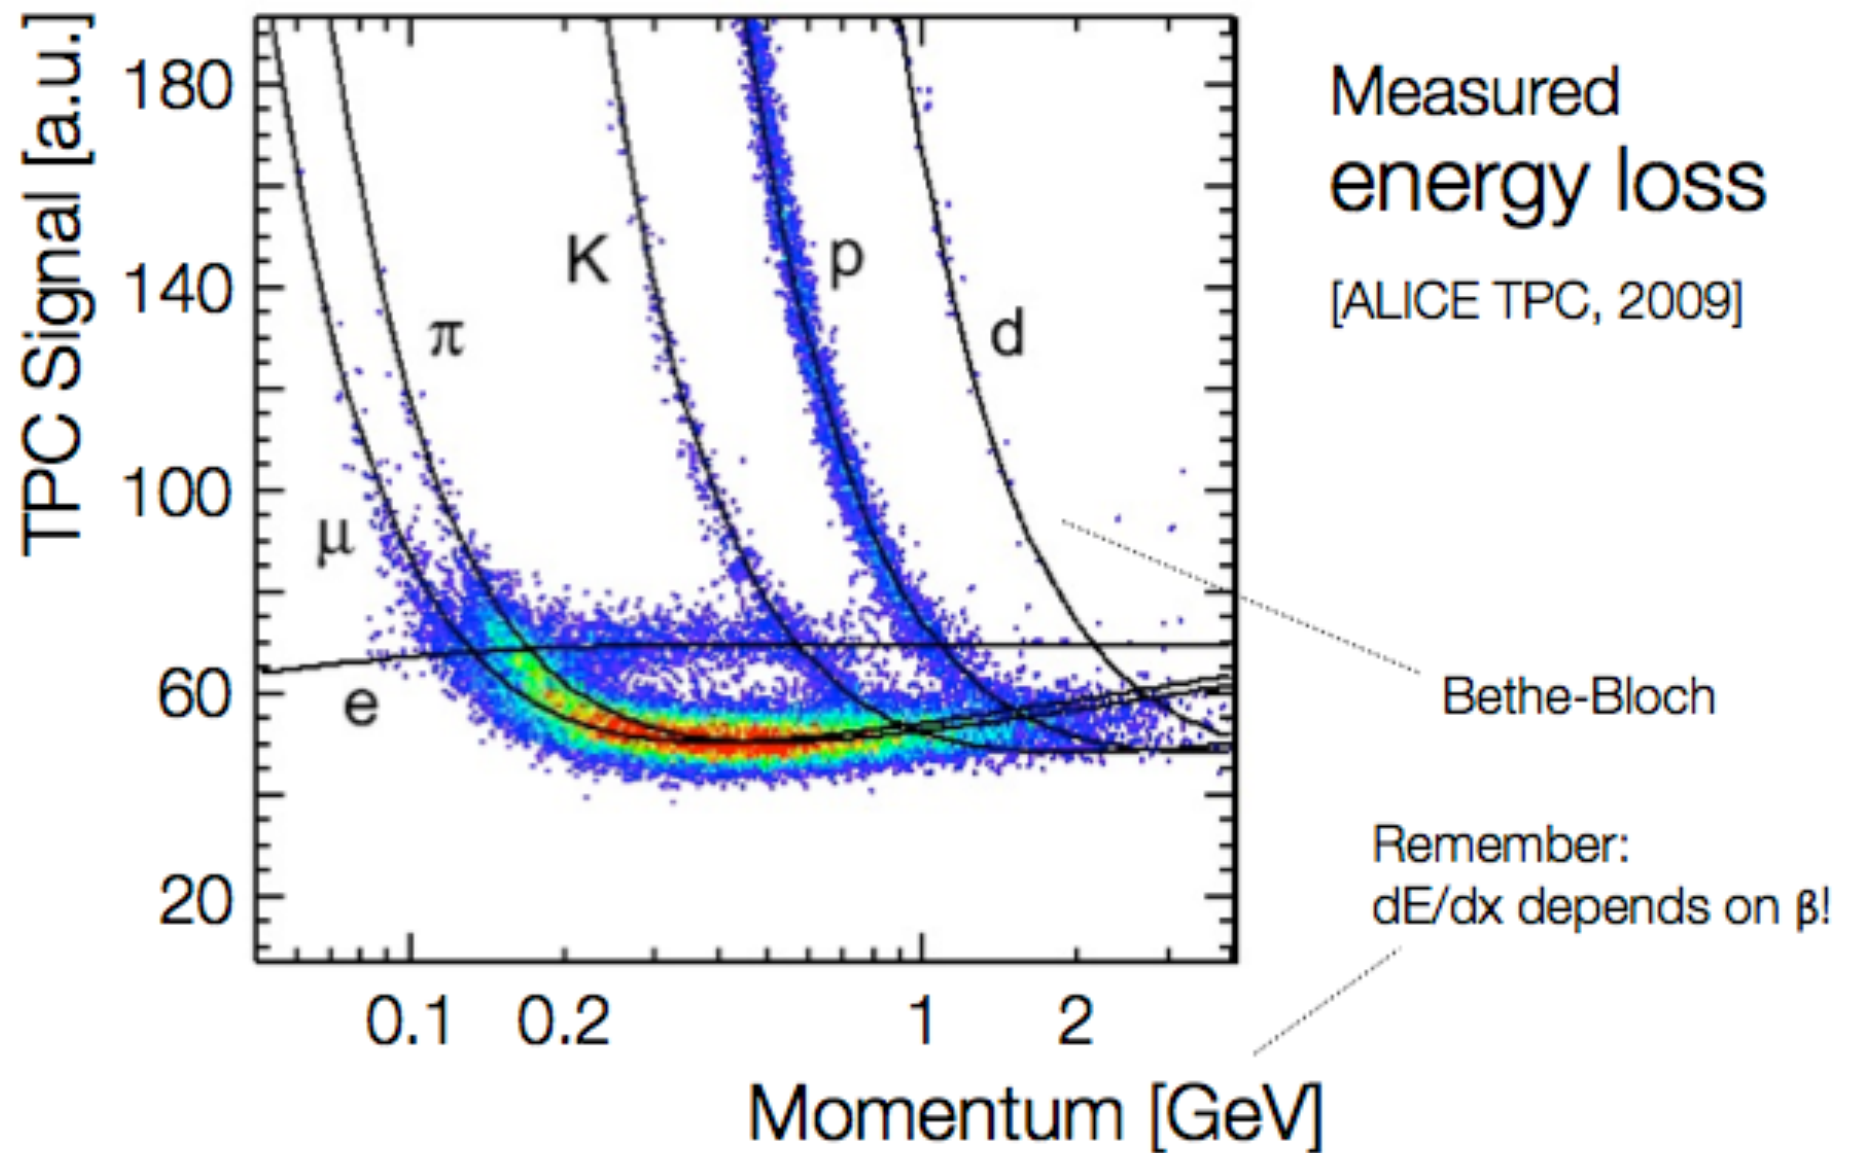 TPC Signal [a.u.]
180
140
100
60
20
μ
π
K
p
d
e
0.1 0.2 1 2
Momentum [GeV]
Measured
energy loss
[ALICE TPC, 2009]
Bethe-Bloch
Remember:
dE/dx depends on β!